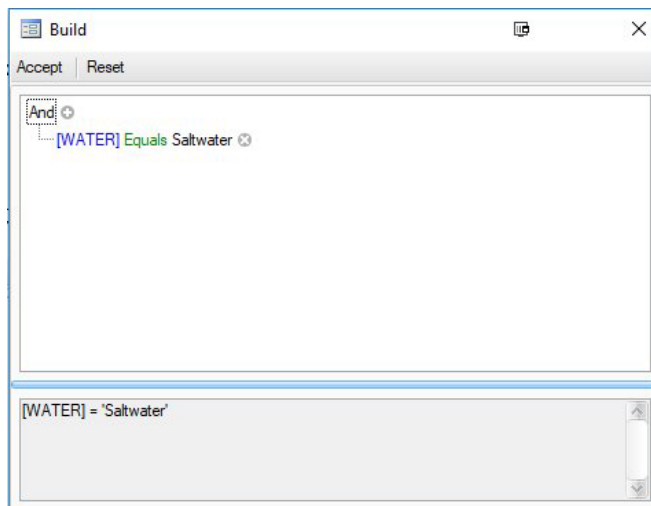 Build
Accept Reset
And
[WATER] Equals Saltwater
[WATER] = 'Saltwater'